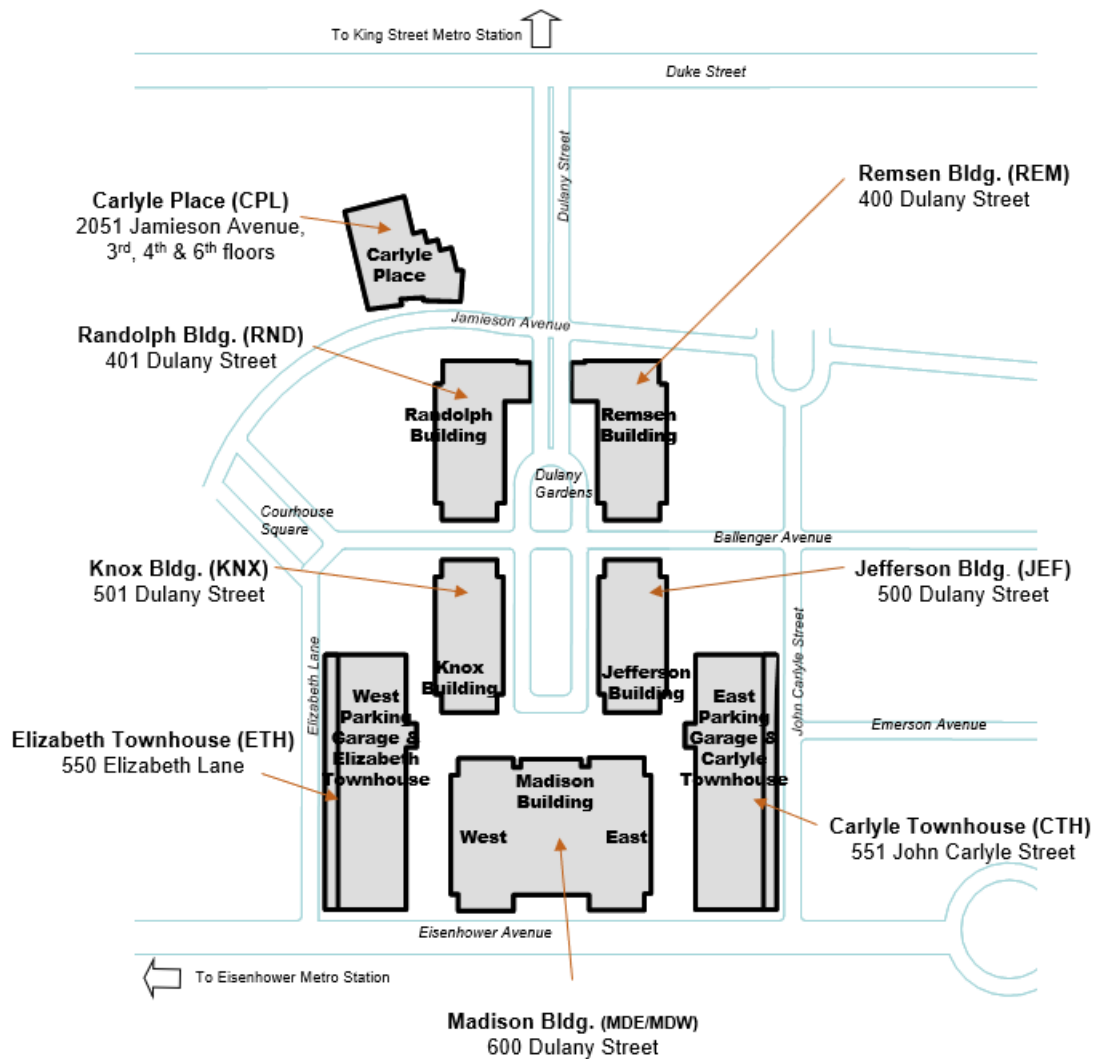 To King Street Metro Station
Duke Street
Dulany Street
Remsen Bldg. (REM)
400 Dulany Street
Carlyle Place (CPL)
2051 Jamieson Avenue,
3rd, 4th & 6th floors
Carlyle
Place
Jamieson Avenue
Randolph Bldg. (RND)
401 Dulany Street
Randolph
Building
Remsen
Building
Dulany
Gardens
Courhouse
Square
Ballenger Avenue
Knox Bldg. (KNX)
501 Dulany Street
Jefferson Bldg. (JEF)
500 Dulany Street
Elizabeth Lane
John Carlyle Street
Knox
Building
Jefferson
Building
West
Parking
Garage &
Elizabeth
Townhouse
East
Parking
Garage &
Carlyle
Townhouse
Emerson Avenue
Elizabeth Townhouse (ETH)
550 Elizabeth Lane
Madison
Building
West
East
Carlyle Townhouse (CTH)
551 John Carlyle Street
Eisenhower Avenue
To Eisenhower Metro Station
Madison Bldg. (MDE/MDW)
600 Dulany Street